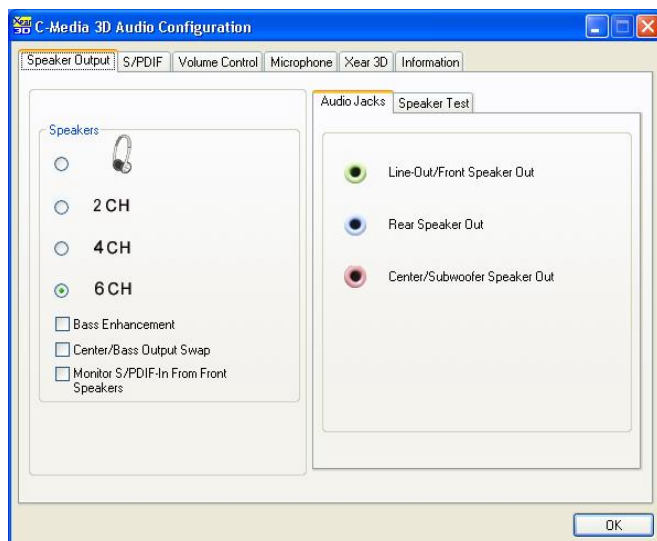 Xear 3D C-Media 3D Audio Configuration
Speaker Output S/PDIF Volume Control Microphone Xear 3D Information
Speakers
2 CH
4 CH
6 CH
Bass Enhancement
Center/Bass Output Swap
Monitor S/PDIF-In From Front
Speakers
Audio Jacks Speaker Test
Line-Out/Front Speaker Out
Rear Speaker Out
Center/Subwoofer Speaker Out
OK